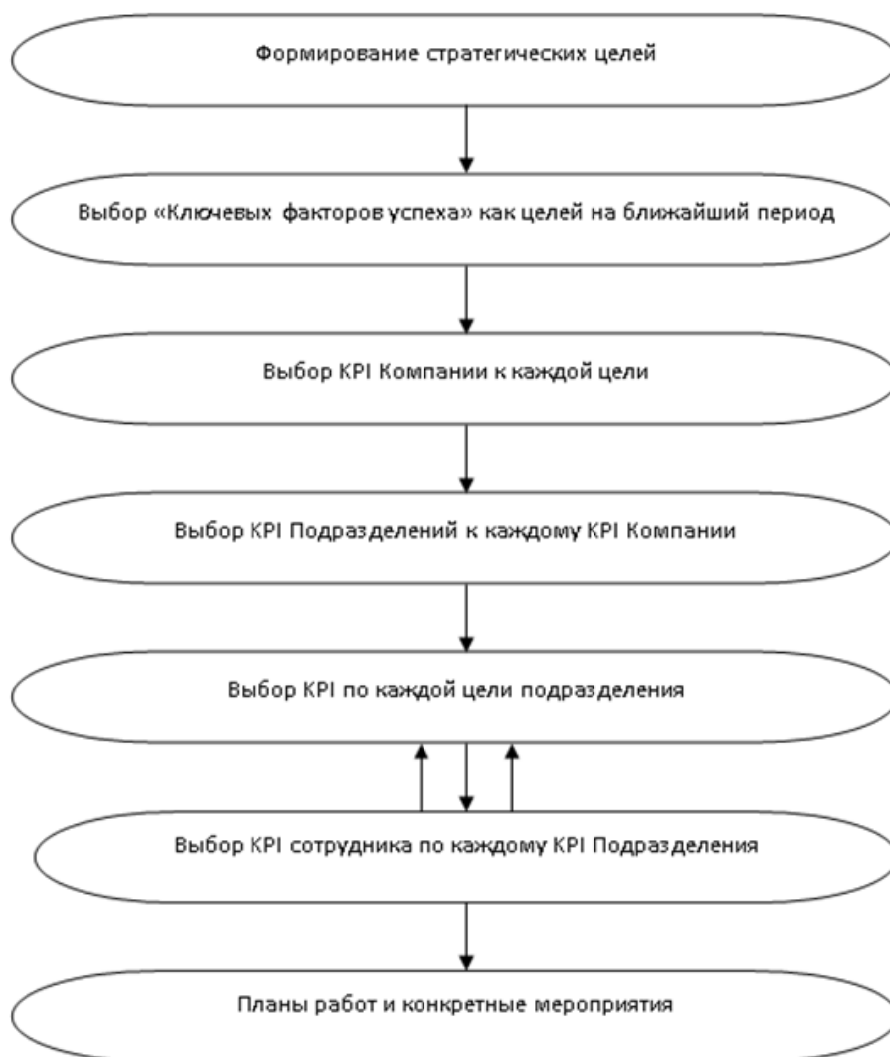 Формирование стратегических целей
Выбор «Ключевых факторов успеха» как целей на ближайший период
Выбор KPI Компании к каждой цели
Выбор KPI Подразделений к каждому KPI Компании
Выбор KPI по каждой цели подразделения
Выбор KPI сотрудника по каждому KPI Подразделения
Планы работ и конкретные мероприятия